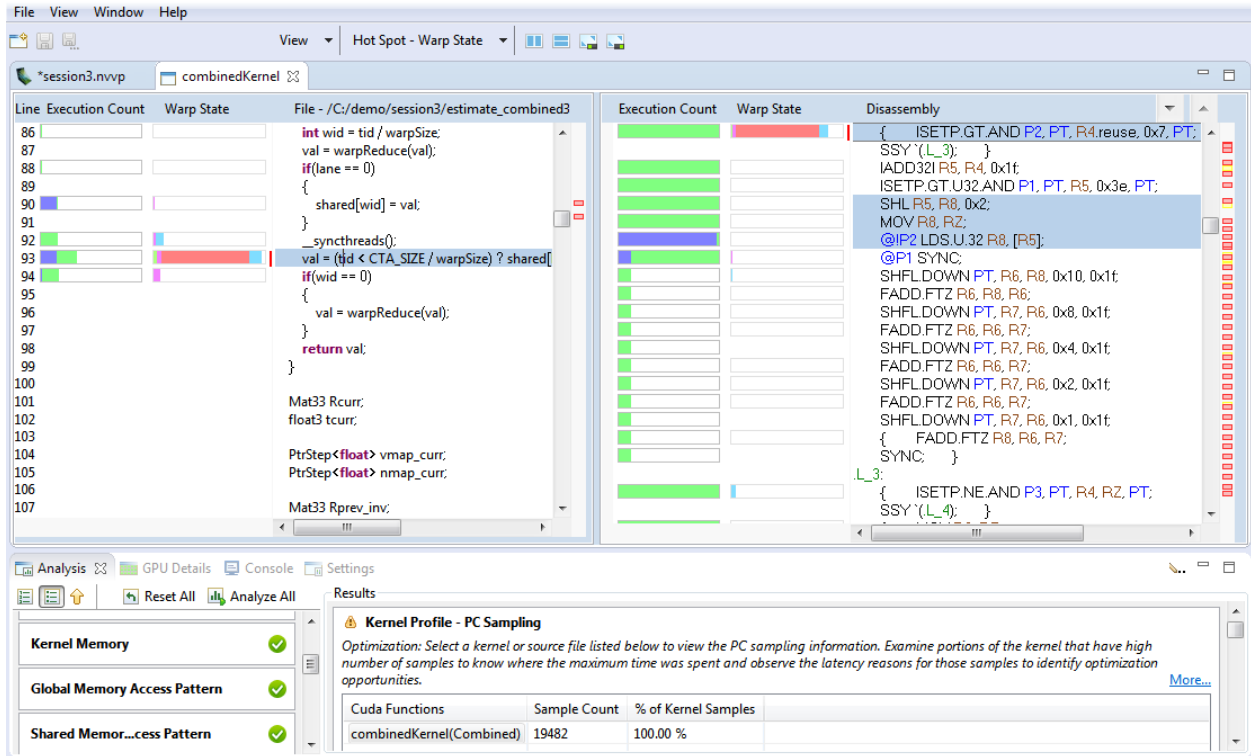 File View Window Help
View Hot Spot - Warp State
*session3.nvvp combinedKernel
Line Execution Count Warp State File - /C:/demo/session3/estimate_combined3
86 int wid = tid / warpSize;
87 val = warpReduce(val);
88 if(lane == 0)
89 {
90 shared[wid] = val;
91 }
92 __syncthreads();
93 val = (tid < CTA_SIZE / warpSize) ? shared[
94 if(wid == 0)
95 {
96 val = warpReduce(val);
97 }
98 return val;
99 }
100
101 Mat33 Rcurr;
102 float3 tcurr;
103
104 PtrStep<float> vmap_curr;
105 PtrStep<float> nmap_curr;
106
107 Mat33 Rprev_inv;
Execution Count Warp State Disassembly
{ ISETP.GT.AND P2, PT, R4.reuse, 0x7, PT;
SSY `(.L_3); }
IADD32I R5, R4, 0x1f;
ISETP.GT.U32.AND P1, PT, R5, 0x3e, PT;
SHL R5, R8, 0x2;
MOV R8, RZ;
@!P2 LDS.U.32 R8, [R5];
@P1 SYNC;
SHFL.DOWN PT, R6, R8, 0x10, 0x1f;
FADD.FTZ R6, R8, R6;
SHFL.DOWN PT, R7, R6, 0x8, 0x1f;
FADD.FTZ R6, R6, R7;
SHFL.DOWN PT, R7, R6, 0x4, 0x1f;
FADD.FTZ R6, R6, R7;
SHFL.DOWN PT, R7, R6, 0x2, 0x1f;
FADD.FTZ R6, R6, R7;
SHFL.DOWN PT, R7, R6, 0x1, 0x1f;
{ FADD.FTZ R8, R6, R7;
SYNC; }
.L_3:
{ ISETP.NE.AND P3, PT, R4, RZ, PT;
SSY `(.L_4); }
Analysis GPU Details Console Settings
Reset All Analyze All
Kernel Memory
Global Memory Access Pattern
Shared Memor...cess Pattern
Results
Kernel Profile - PC Sampling
Optimization: Select a kernel or source file listed below to view the PC sampling information. Examine portions of the kernel that have high
number of samples to know where the maximum time was spent and observe the latency reasons for those samples to identify optimization
opportunities. More...
Cuda Functions Sample Count % of Kernel Samples
combinedKernel(Combined) 19482 100.00 %